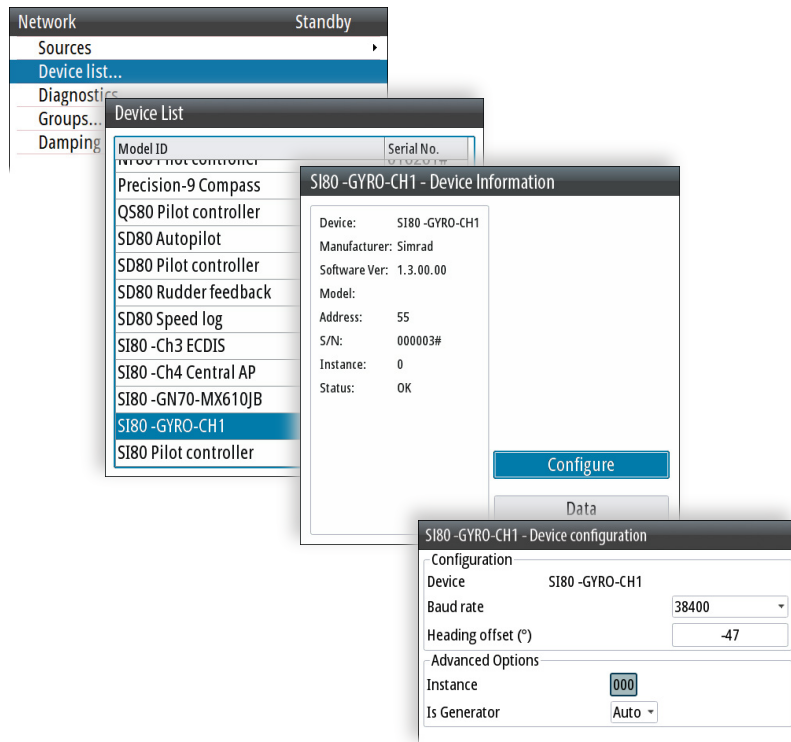 Network Standby
Sources
Device list...
Diagnostics
Groups...
Damping
Device List
Model ID Serial No.
Pilot controller
Precision-9 Compass
QS80 Pilot controller
SD80 Autopilot
SD80 Pilot controller
SD80 Rudder feedback
SD80 Speed log
SI80 -Ch3 ECDIS
SI80 -Ch4 Central AP
SI80 -GN70-MX610JB
SI80 -GYRO-CH1
SI80 Pilot controller
SI80 -GYRO-CH1 - Device Information
Device: SI80 -GYRO-CH1
Manufacturer: Simrad
Software Ver: 1.3.00.00
Model:
Address: 55
S/N: 000003#
Instance: 0
Status: OK
Configure
Data
SI80 -GYRO-CH1 - Device configuration
Configuration
Device SI80 -GYRO-CH1
Baud rate 38400
Heading offset (°) -47
Advanced Options
Instance 000
Is Generator Auto